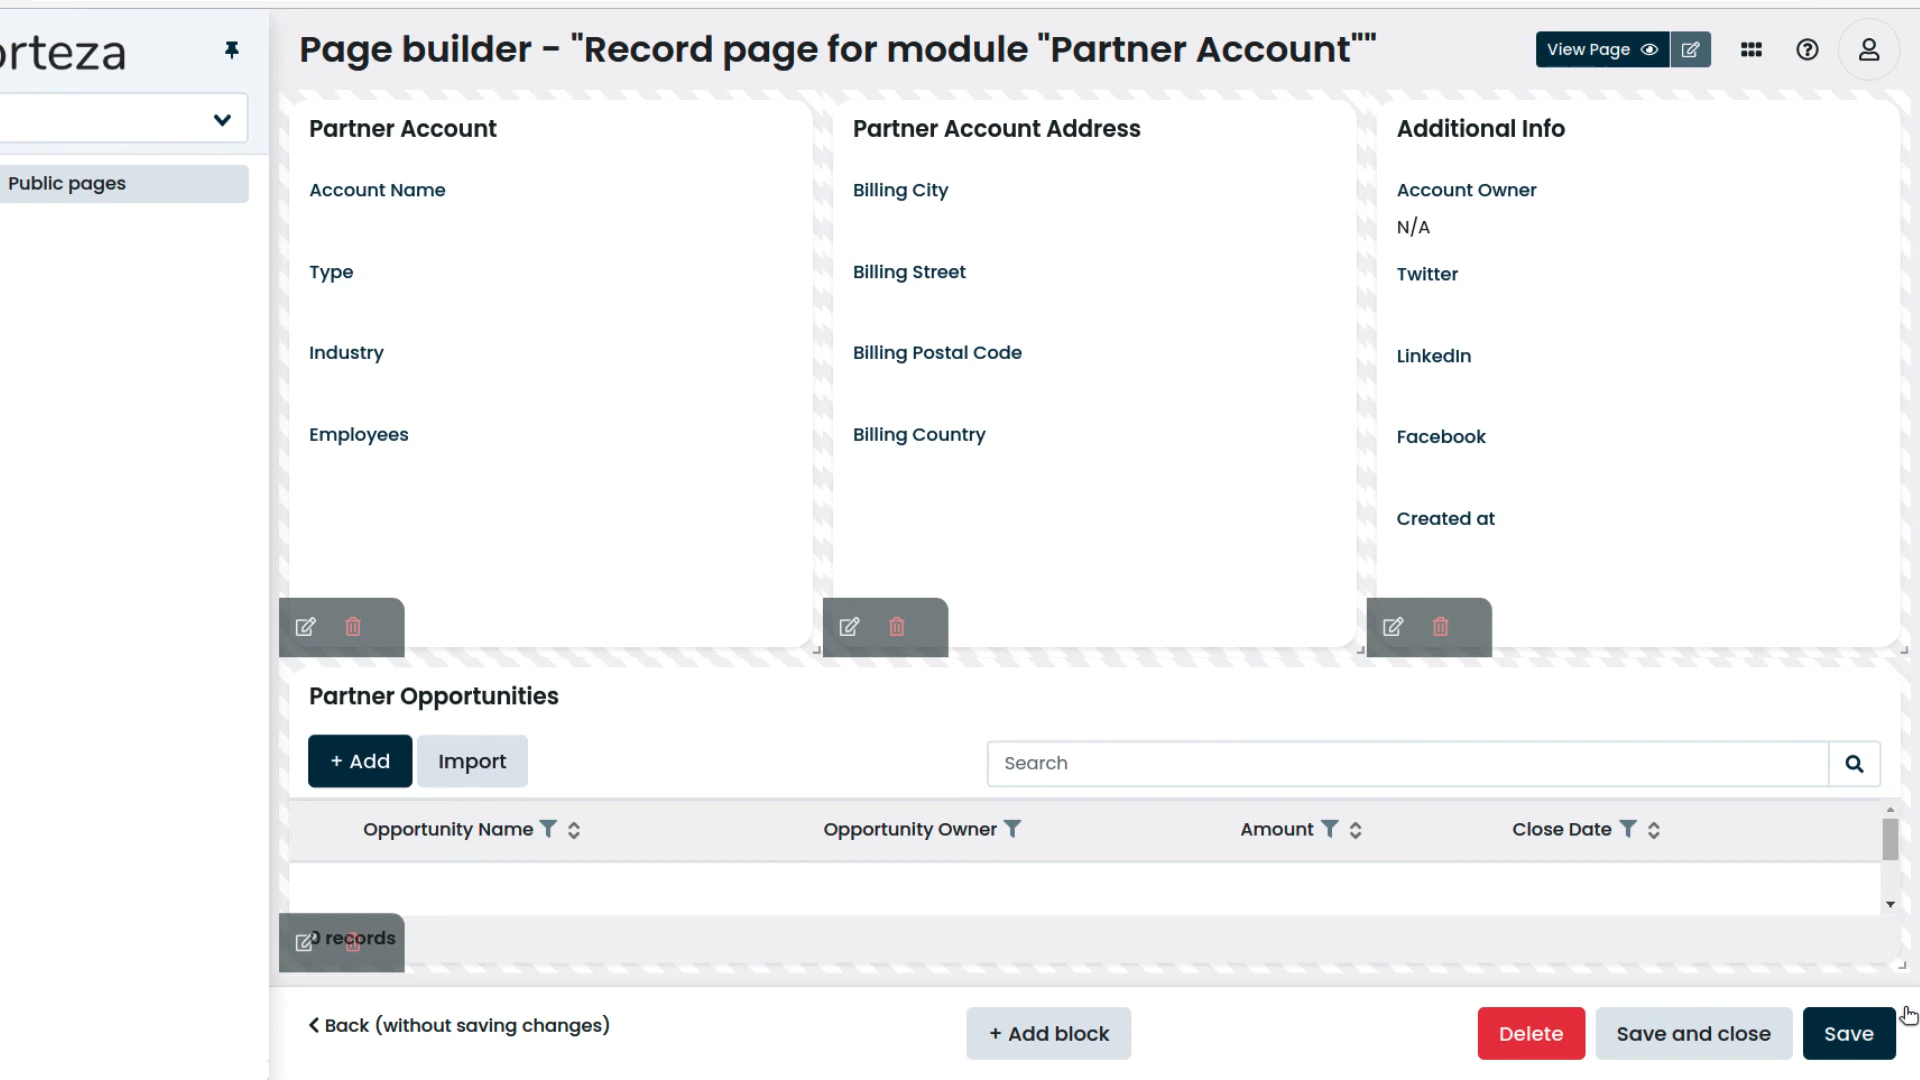 orteza
Page builder - "Record page for module "Partner Account""
View Page
Public pages
Partner Account
Account Name
Type
Industry
Employees
Partner Account Address
Billing City
Billing Street
Billing Postal Code
Billing Country
Additional Info
Account Owner
N/A
Twitter
LinkedIn
Facebook
Created at
Partner Opportunities
+ Add
Import
Search
Opportunity Name
Opportunity Owner
Amount
Close Date
0 records
Back (without saving changes)
+ Add block
Delete
Save and close
Save